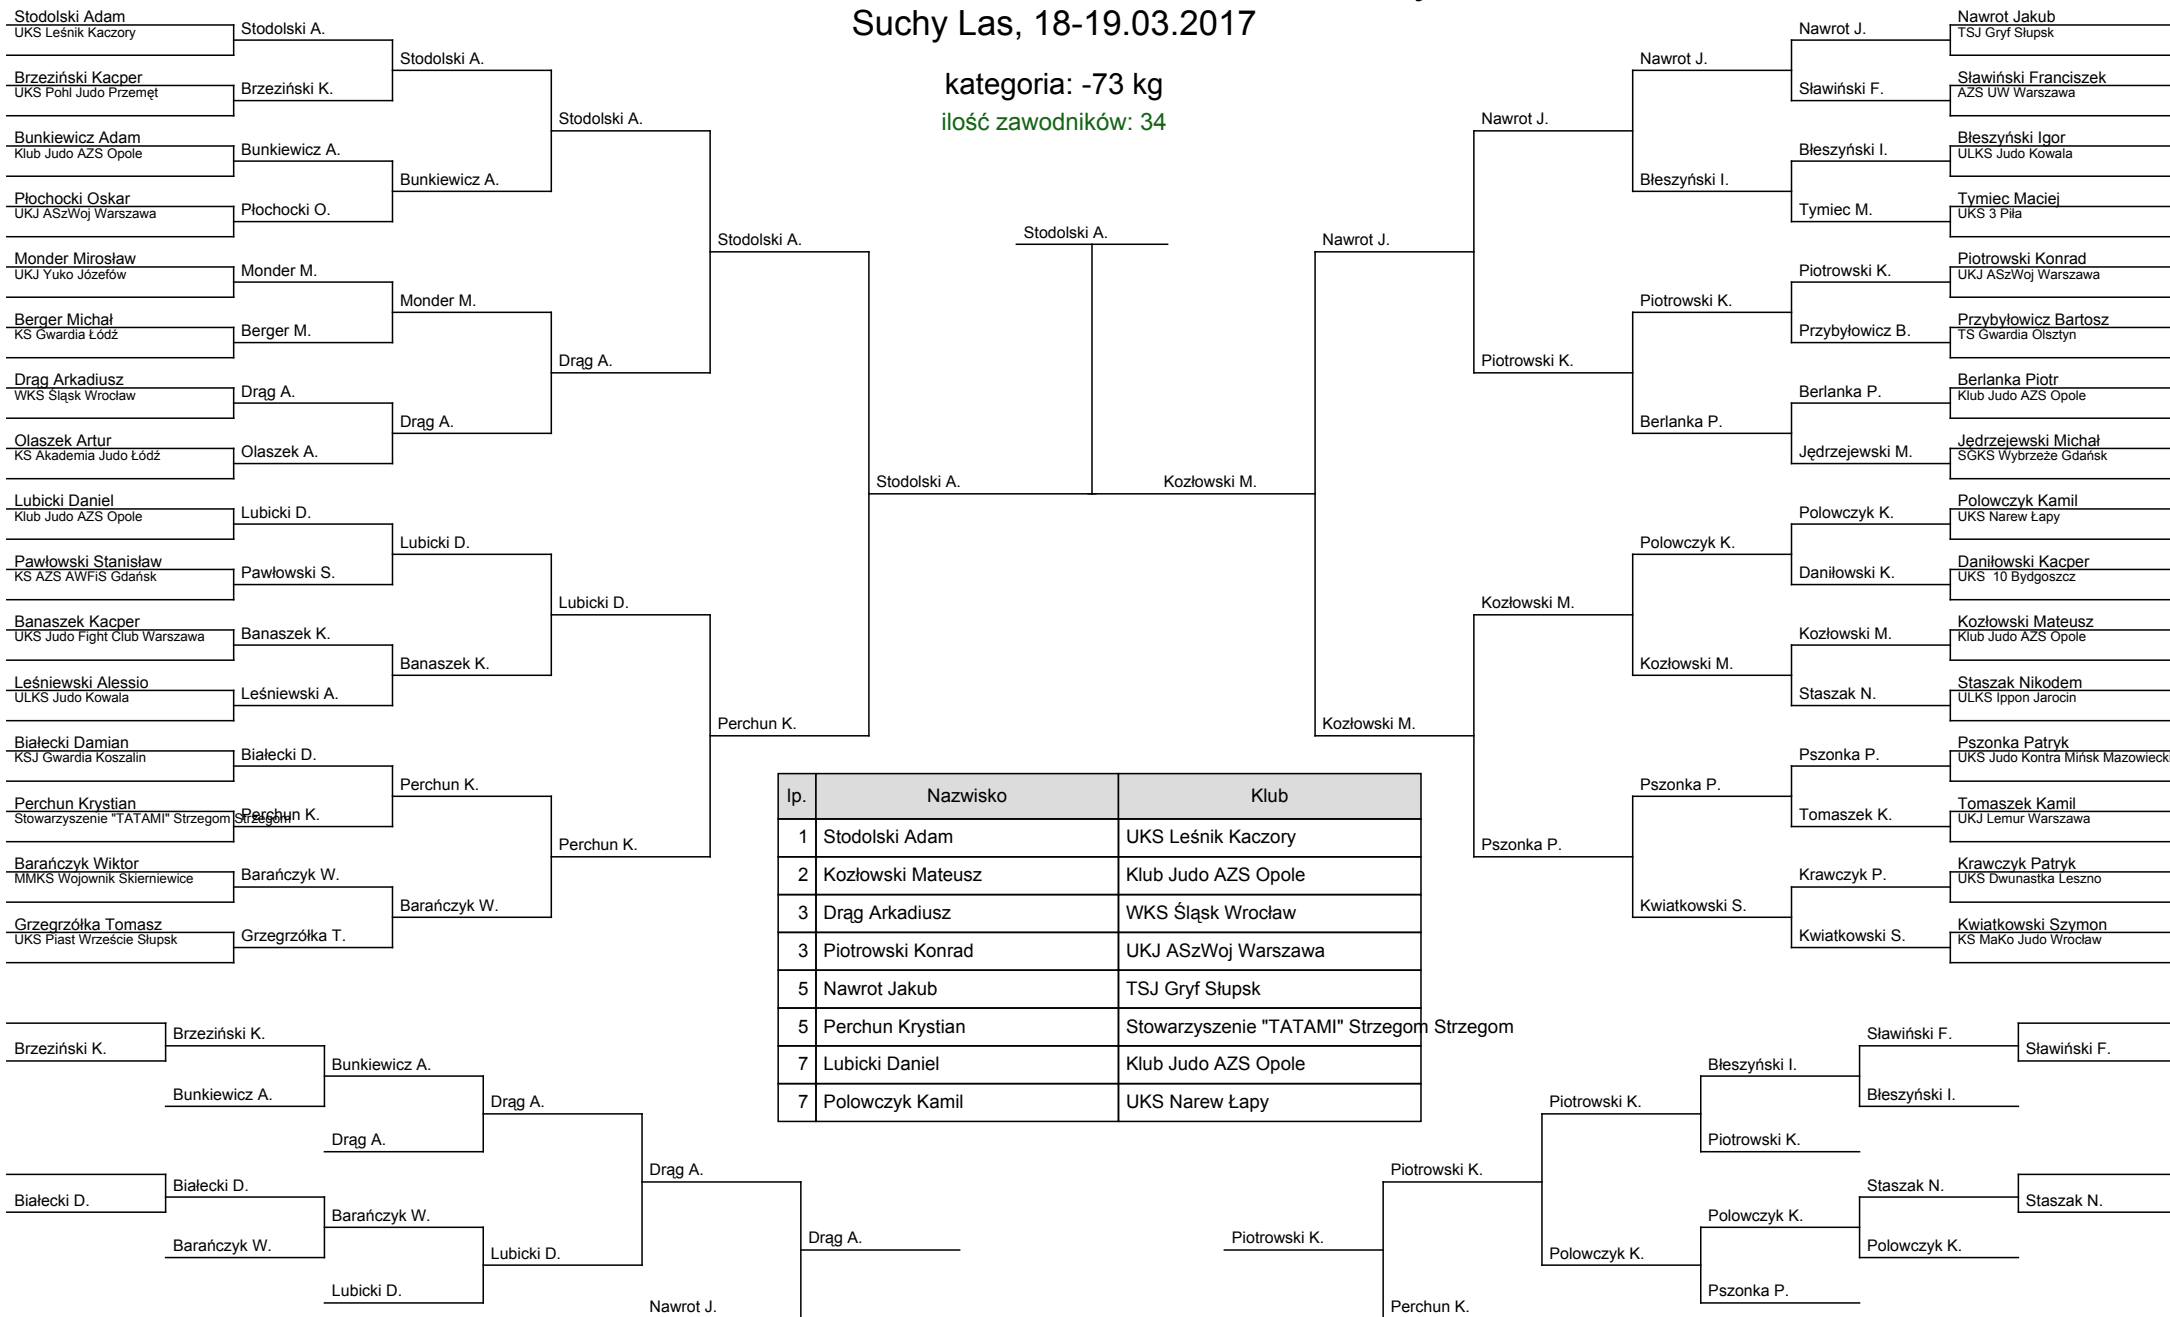 Suchy Las, 18-19.03.2017
kategoria: -73 kg
ilość zawodników: 34
Stodolski Adam
UKS Leśnik Kaczory
Brzeziński Kacper
UKS Pohl Judo Przemęt
Bunkiewicz Adam
Klub Judo AZS Opole
Płochocki Oskar
UKJ ASzWoj Warszawa
Monder Mirosław
UKJ Yuko Józefów
Berger Michał
KS Gwardia Łódź
Drąg Arkadiusz
WKS Śląsk Wrocław
Olaszek Artur
KS Akademia Judo Łódź
Lubicki Daniel
Klub Judo AZS Opole
Pawłowski Stanisław
KS AZS AWFiS Gdańsk
Banaszek Kacper
UKS Judo Fight Club Warszawa
Leśniewski Alessio
ULKS Judo Kowala
Białecki Damian
KSJ Gwardia Koszalin
Perchun Krystian
Stowarzyszenie "TATAMI" Strzegom Strzegom
Barańczyk Wiktor
MMKS Wojownik Skierniewice
Grzegrzółka Tomasz
UKS Piast Wrzeście Słupsk
Stodolski A.
Brzeziński K.
Bunkiewicz A.
Płochocki O.
Monder M.
Berger M.
Drąg A.
Olaszek A.
Lubicki D.
Pawłowski S.
Banaszek K.
Leśniewski A.
Białecki D.
Perchun K.
Barańczyk W.
Grzegrzółka T.
Stodolski A.
Bunkiewicz A.
Monder M.
Drąg A.
Lubicki D.
Banaszek K.
Perchun K.
Barańczyk W.
Stodolski A.
Drąg A.
Lubicki D.
Perchun K.
Stodolski A.
Perchun K.
Stodolski A.
Stodolski A.
Kozłowski M.
Nawrot J.
Kozłowski M.
Nawrot J.
Piotrowski K.
Kozłowski M.
Pszonka P.
Nawrot J.
Błeszyński I.
Piotrowski K.
Berlanka P.
Polowczyk K.
Kozłowski M.
Pszonka P.
Kwiatkowski S.
Nawrot J.
Sławiński F.
Błeszyński I.
Tymiec M.
Piotrowski K.
Przybyłowicz B.
Berlanka P.
Jędrzejewski M.
Polowczyk K.
Daniłowski K.
Kozłowski M.
Staszak N.
Pszonka P.
Tomaszek K.
Krawczyk P.
Kwiatkowski S.
Nawrot Jakub
TSJ Gryf Słupsk
Sławiński Franciszek
AZS UW Warszawa
Błeszyński Igor
ULKS Judo Kowala
Tymiec Maciej
UKS 3 Piła
Piotrowski Konrad
UKJ ASzWoj Warszawa
Przybyłowicz Bartosz
TS Gwardia Olsztyn
Berlanka Piotr
Klub Judo AZS Opole
Jędrzejewski Michał
SGKS Wybrzeże Gdańsk
Polowczyk Kamil
UKS Narew Łapy
Daniłowski Kacper
UKS 10 Bydgoszcz
Kozłowski Mateusz
Klub Judo AZS Opole
Staszak Nikodem
ULKS Ippon Jarocin
Pszonka Patryk
UKS Judo Kontra Mińsk Mazowiecki
Tomaszek Kamil
UKJ Lemur Warszawa
Krawczyk Patryk
UKS Dwunastka Leszno
Kwiatkowski Szymon
KS MaKo Judo Wrocław
lp. Nazwisko Klub
1 Stodolski Adam UKS Leśnik Kaczory
2 Kozłowski Mateusz Klub Judo AZS Opole
3 Drąg Arkadiusz WKS Śląsk Wrocław
3 Piotrowski Konrad UKJ ASzWoj Warszawa
5 Nawrot Jakub TSJ Gryf Słupsk
5 Perchun Krystian Stowarzyszenie "TATAMI" Strzegom Strzegom
7 Lubicki Daniel Klub Judo AZS Opole
7 Polowczyk Kamil UKS Narew Łapy
Brzeziński K.
Białecki D.
Brzeziński K.
Bunkiewicz A.
Białecki D.
Barańczyk W.
Bunkiewicz A.
Drąg A.
Barańczyk W.
Lubicki D.
Drąg A.
Lubicki D.
Drąg A.
Nawrot J.
Drąg A.
Piotrowski K.
Piotrowski K.
Perchun K.
Piotrowski K.
Polowczyk K.
Błeszyński I.
Piotrowski K.
Polowczyk K.
Pszonka P.
Sławiński F.
Błeszyński I.
Staszak N.
Polowczyk K.
Sławiński F.
Staszak N.